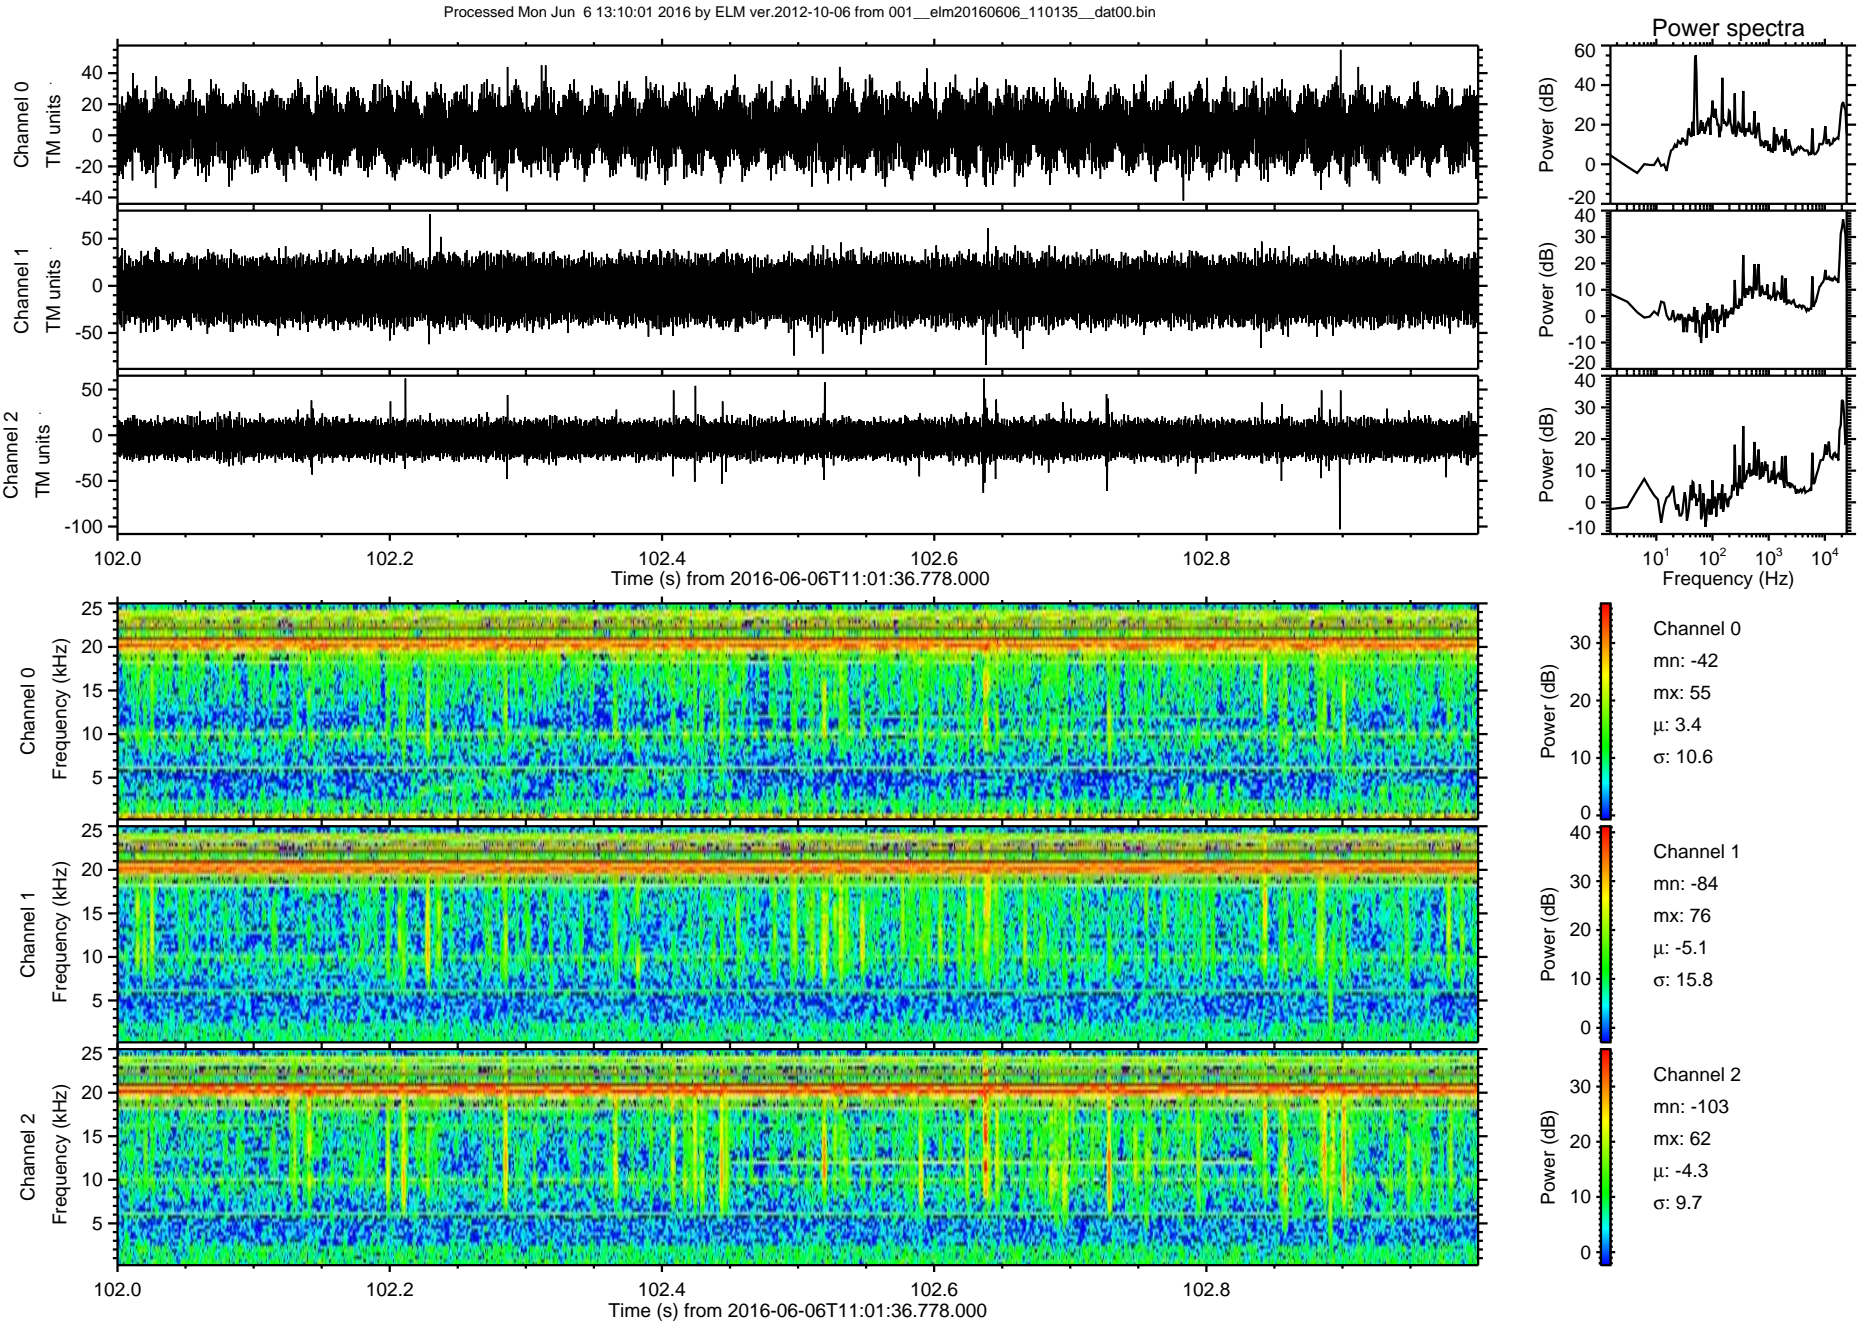 Processed Mon Jun  6 13:10:01 2016 by ELM ver.2012-10-06 from 001__elm20160606_110135__dat00.bin
Power spectra
Channel 0
TM units
40
20
0
-20
-40
Power (dB)
60
40
20
0
-20
Channel 1
TM units
50
0
-50
Power (dB)
40
30
20
10
0
-10
-20
Channel 2
TM units
50
0
-50
-100
Power (dB)
40
30
20
10
0
-10
102.0 102.2 102.4 102.6 102.8
Time (s) from 2016-06-06T11:01:36.778.000
10^1 10^2 10^3 10^4
Frequency (Hz)
Channel 0
Frequency (kHz)
25
20
15
10
5
Power (dB)
30
20
10
0
Channel 0
mn: -42
mx: 55
µ: 3.4
σ: 10.6
Channel 1
Frequency (kHz)
25
20
15
10
5
Power (dB)
40
30
20
10
0
Channel 1
mn: -84
mx: 76
µ: -5.1
σ: 15.8
Channel 2
Frequency (kHz)
25
20
15
10
5
Power (dB)
30
20
10
0
Channel 2
mn: -103
mx: 62
µ: -4.3
σ: 9.7
102.0 102.2 102.4 102.6 102.8
Time (s) from 2016-06-06T11:01:36.778.000